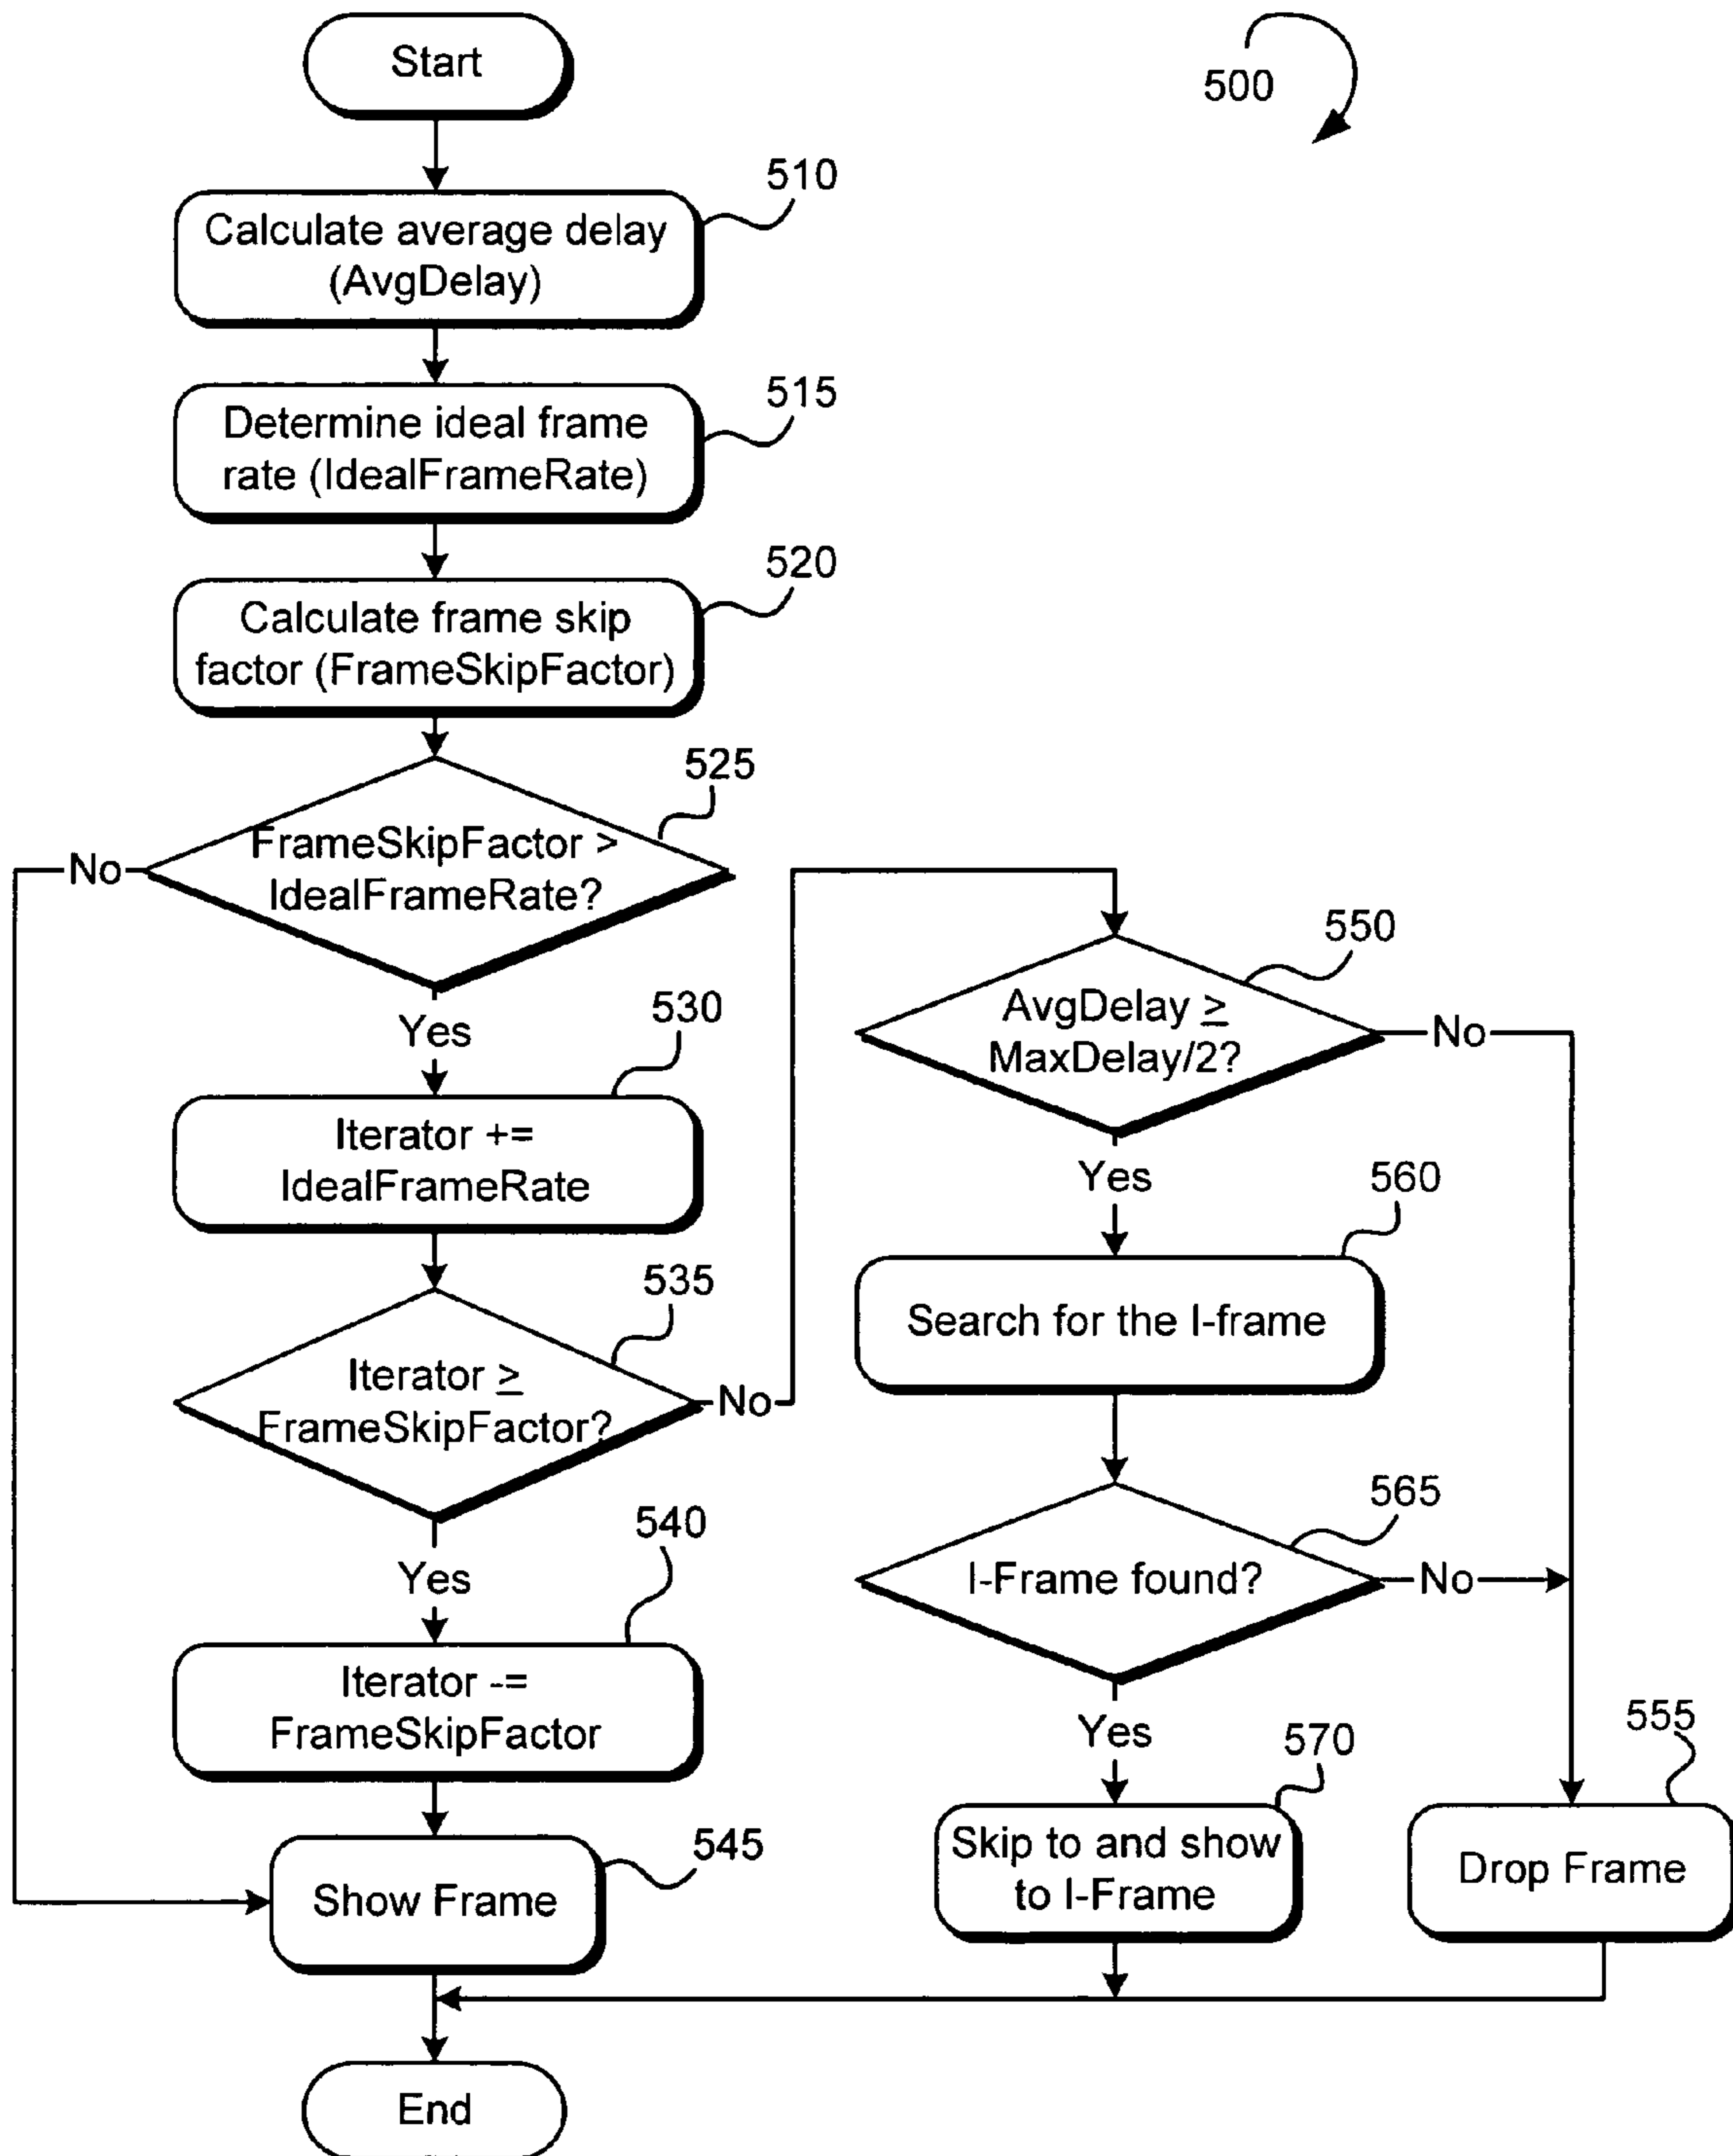 Start
500
510
Calculate average delay
(AvgDelay)
515
Determine ideal frame
rate (IdealFrameRate)
520
Calculate frame skip
factor (FrameSkipFactor)
525
FrameSkipFactor >
IdealFrameRate?
No
Yes
530
Iterator +=
IdealFrameRate
535
Iterator ≥
FrameSkipFactor?
No
Yes
540
Iterator -=
FrameSkipFactor
545
Show Frame
550
AvgDelay ≥
MaxDelay/2?
No
Yes
560
Search for the I-frame
565
I-Frame found?
No
Yes
570
Skip to and show
to I-Frame
555
Drop Frame
End